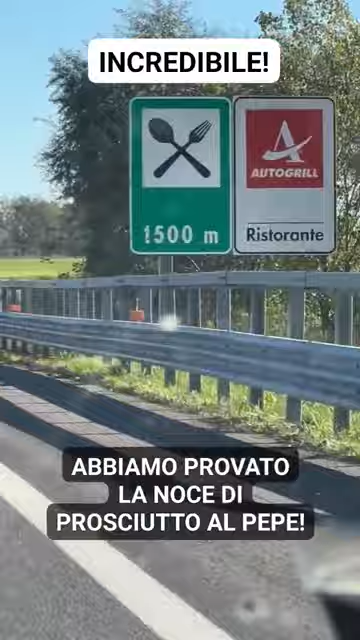 INCREDIBILE!
AUTOGRILL
1500 m
Ristorante
ABBIAMO PROVATO
LA NOCE DI
PROSCIUTTO AL PEPE!